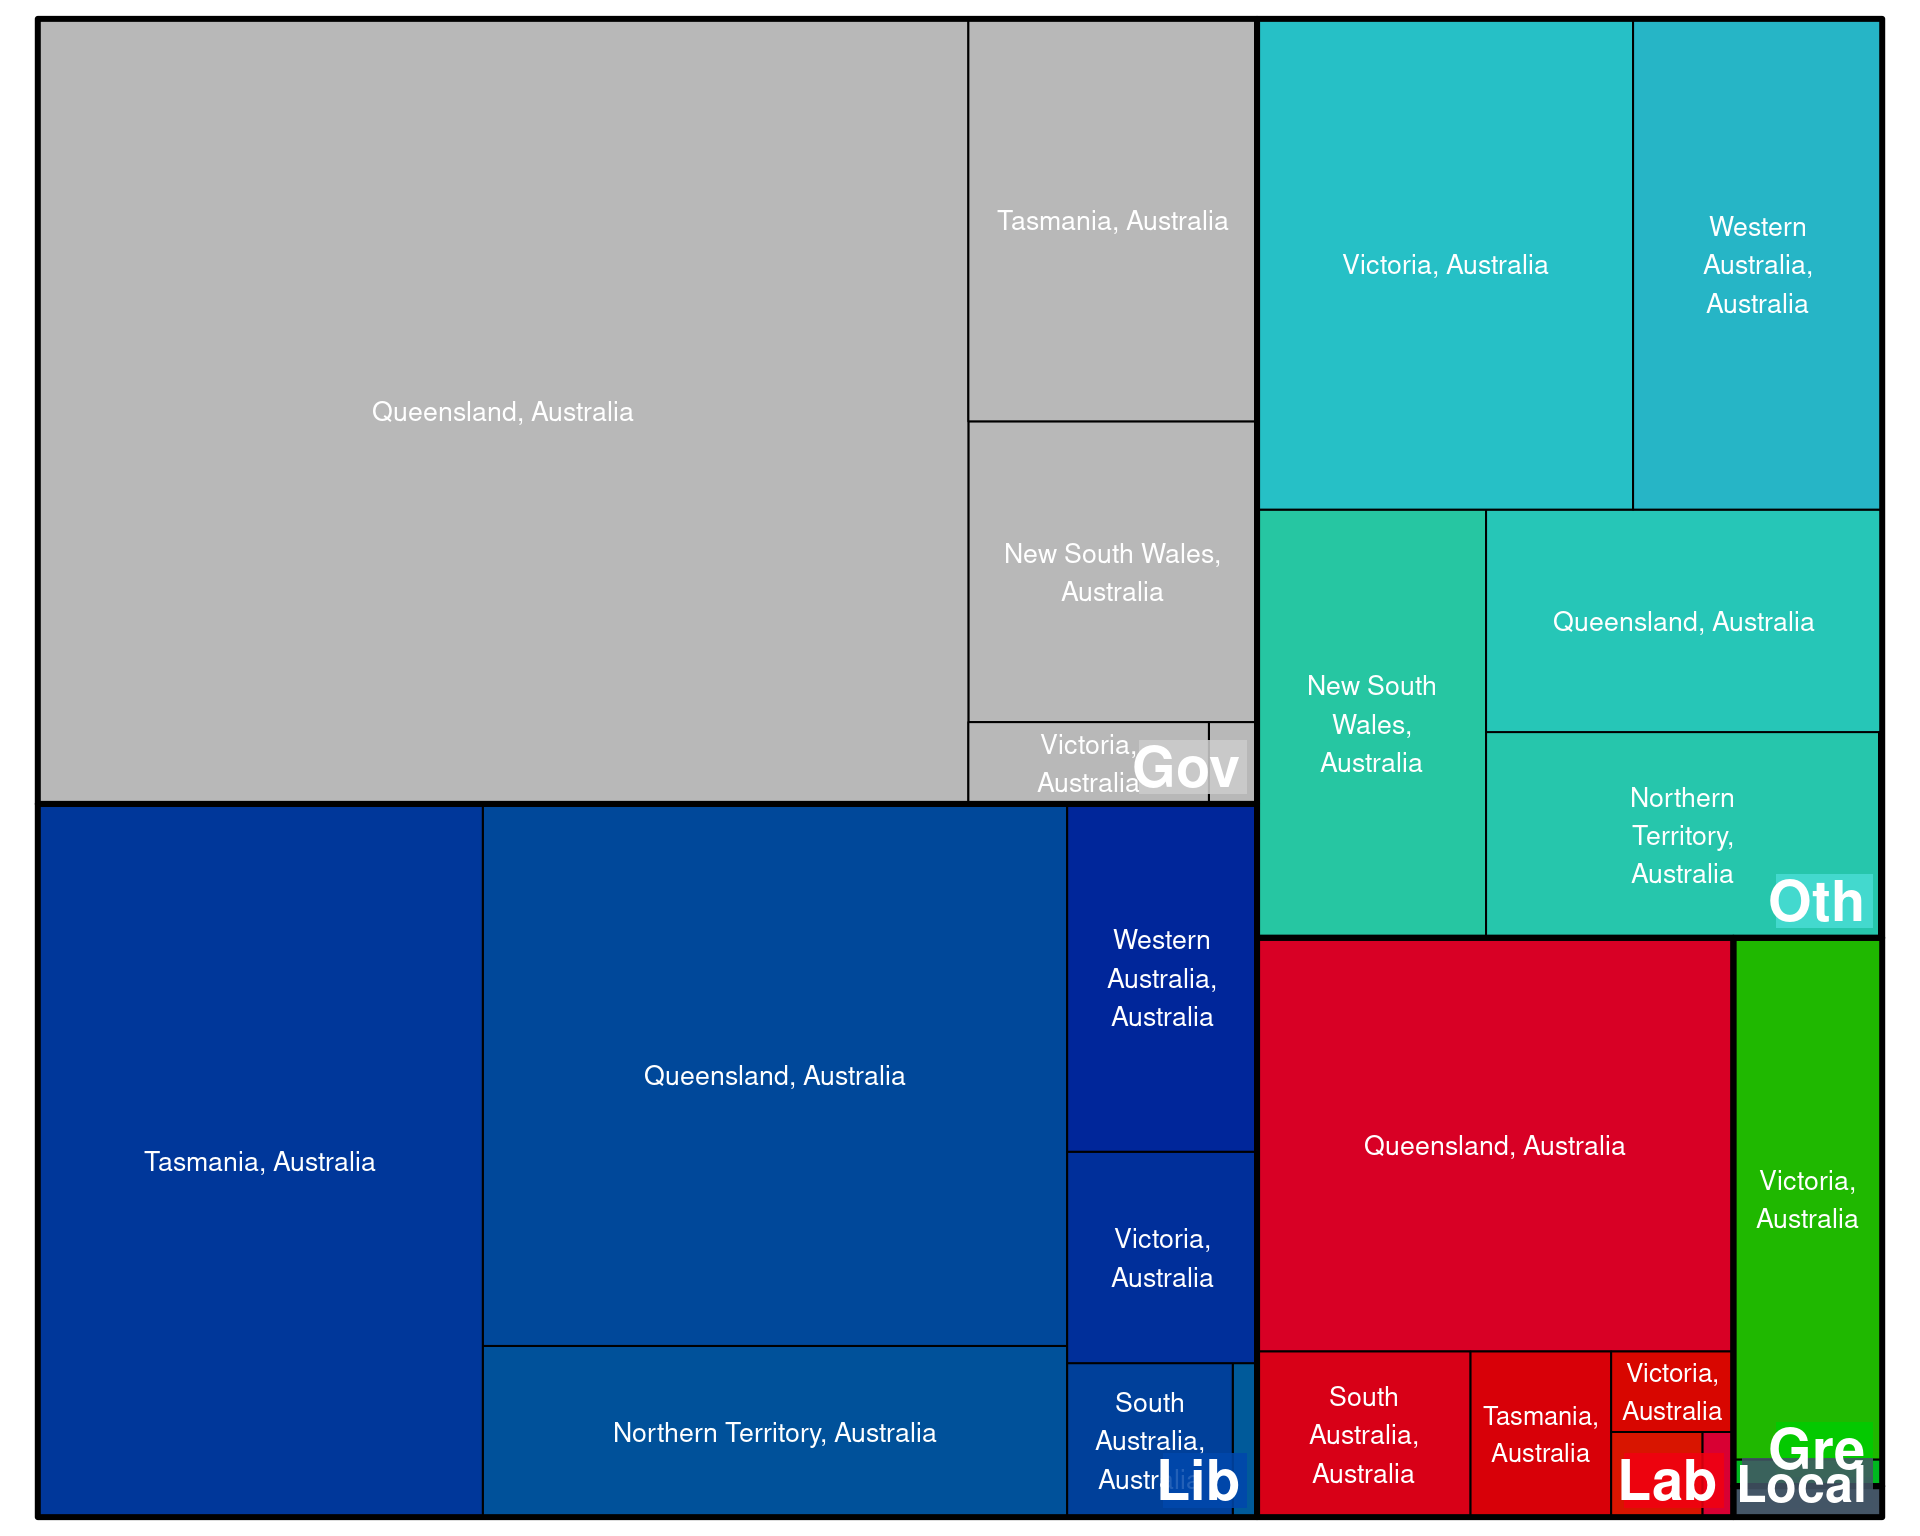 Queensland, Australia
Tasmania, Australia
New South Wales,
Australia
Victoria,
Australia
Gov
Victoria, Australia
Western
Australia,
Australia
New South
Wales,
Australia
Queensland, Australia
Northern
Territory,
Australia
Oth
Tasmania, Australia
Queensland, Australia
Northern Territory, Australia
Western
Australia,
Australia
Victoria,
Australia
South
Australia,
Australia
Lib
Queensland, Australia
South
Australia,
Australia
Tasmania,
Australia
Victoria,
Australia
Lab
Victoria,
Australia
Gre
Local